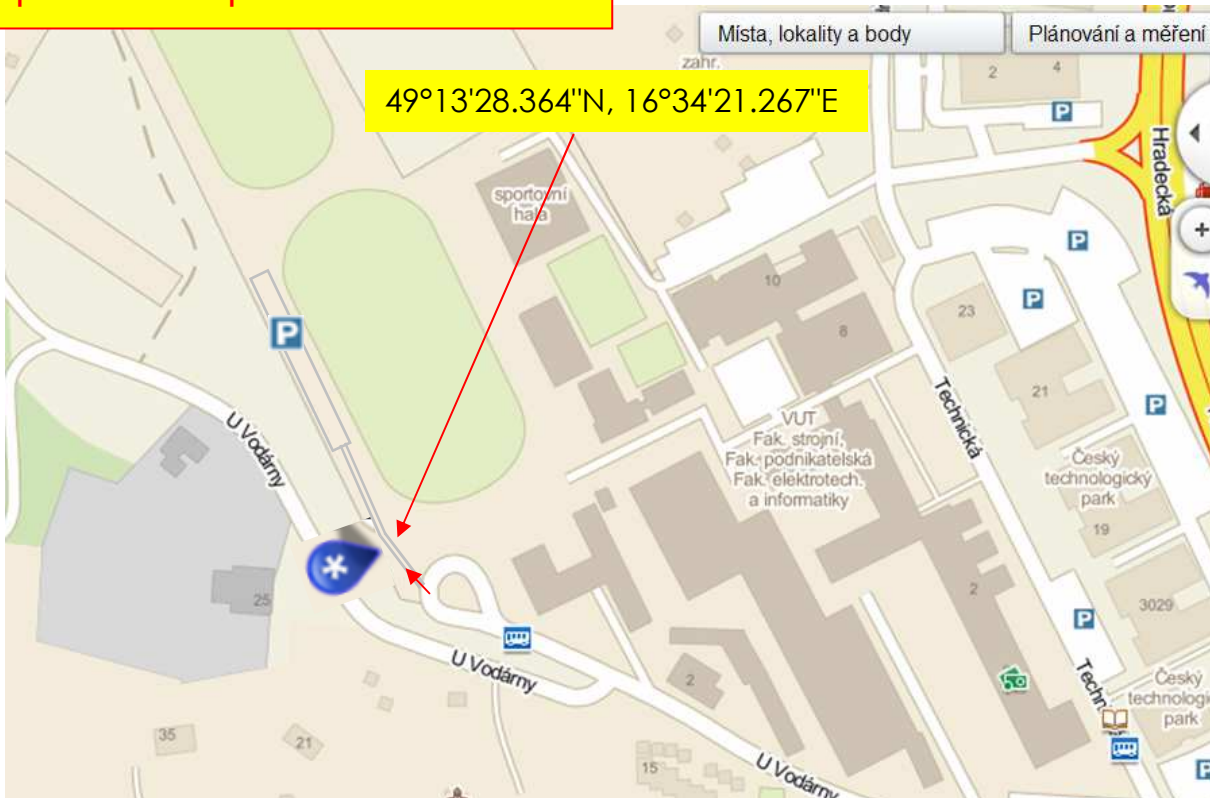 Místa, lokality a body
Plánování a měření
zahr.
49°13'28.364"N, 16°34'21.267"E
2
4
P
Hradecká
sportovní
hala
+
P
10
P
23
8
P
21
P
Technická
U Vodárny
VUT
Fak. strojní,
Fak. podnikatelská
Fak. elektrotech.
a informatiky
Český
technologický
park
19
25
2
3029
P
U Vodárny
2
Techni
Český
technologi
park
35
21
15
U Vodárny
P